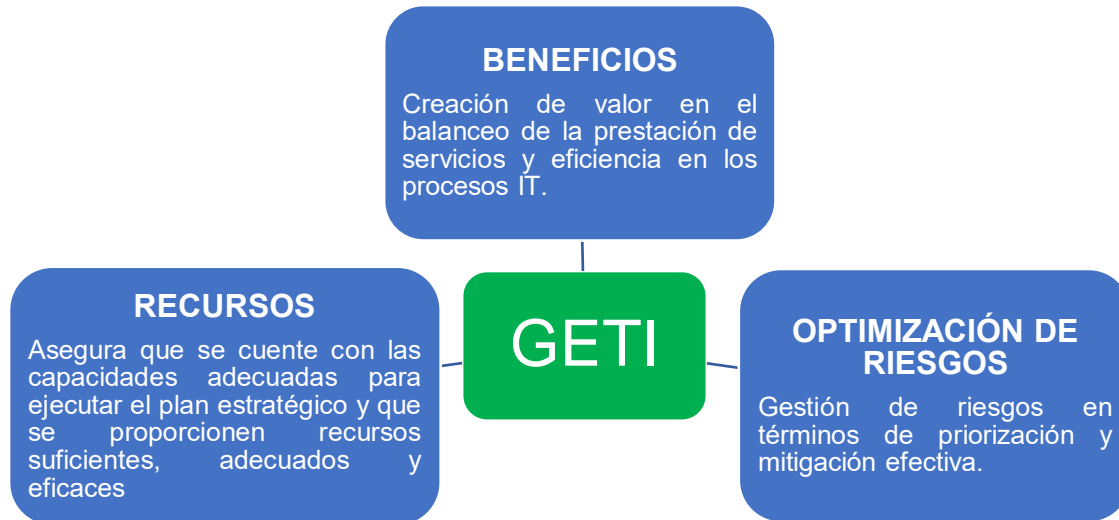 BENEFICIOS
Creación de valor en el
balanceo de la prestación de
servicios y eficiencia en los
procesos IT.
RECURSOS
Asegura que se cuente con las
capacidades adecuadas para
ejecutar el plan estratégico y que
se proporcionen recursos
suficientes, adecuados y
eficaces
GETI
OPTIMIZACIÓN DE
RIESGOS
Gestión de riesgos en
términos de priorización y
mitigación efectiva.